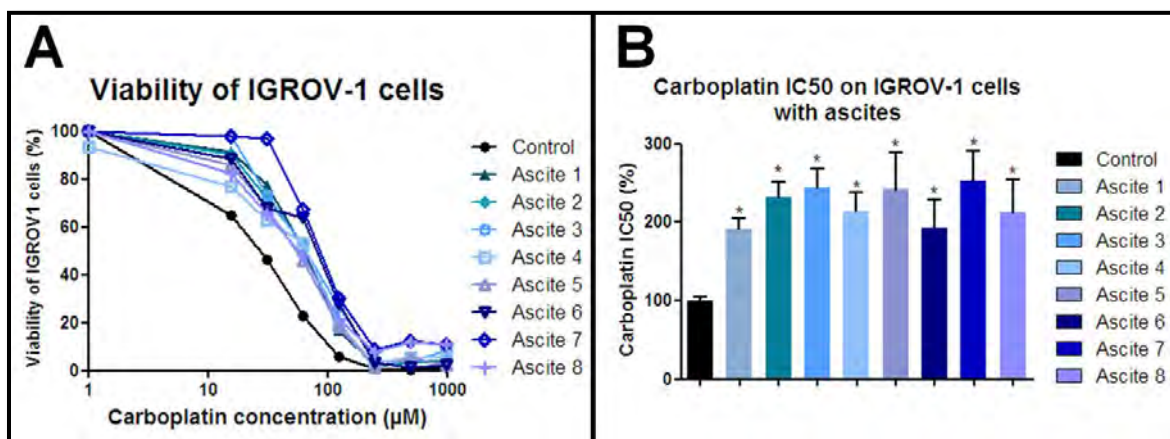 A
Viability of IGROV-1 cells
Viability of IGROV1 cells (%)
100
80
60
40
20
0
1
10
100
1000
Carboplatin concentration (µM)
Control
Ascite 1
Ascite 2
Ascite 3
Ascite 4
Ascite 5
Ascite 6
Ascite 7
Ascite 8
B
Carboplatin IC50 on IGROV-1 cells
with ascites
Carboplatin IC50 (%)
300
200
100
0
*
*
*
*
*
*
*
*
Control
Ascite 1
Ascite 2
Ascite 3
Ascite 4
Ascite 5
Ascite 6
Ascite 7
Ascite 8